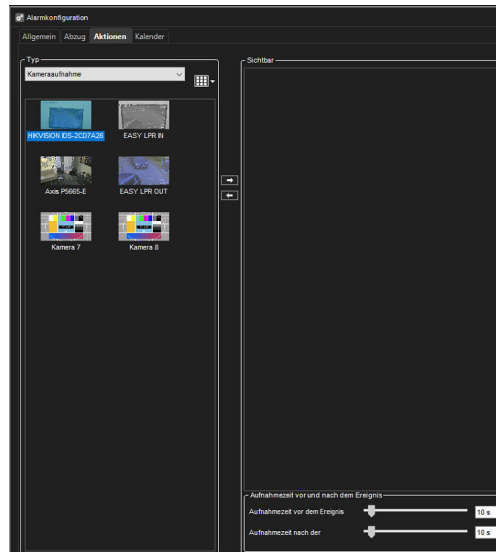 Alarmkonfiguration
Allgemein Abzug Aktionen Kalender
Typ
Kameraaufnahme
HIKVISION IDS-2CD7A26
EASY LPR IN
Axis P5665-E
EASY LPR OUT
Kamera 7
Kamera 8
Sichtbar
Aufnahmezeit vor und nach dem Ereignis
Aufnahmezeit vor dem Ereignis
10 s
Aufnahmezeit nach der
10 s